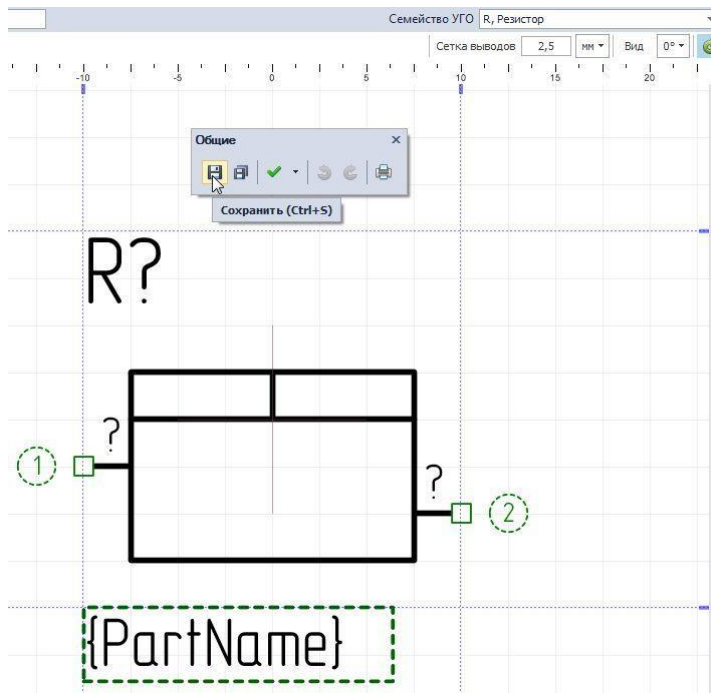 Семейство УГО R, Резистор
Сетка выводов 2,5 мм Вид 0°
-10 -5 0 5 10 15 20
Общие
Сохранить (Ctrl+S)
R?
?
1
?
2
{PartName}